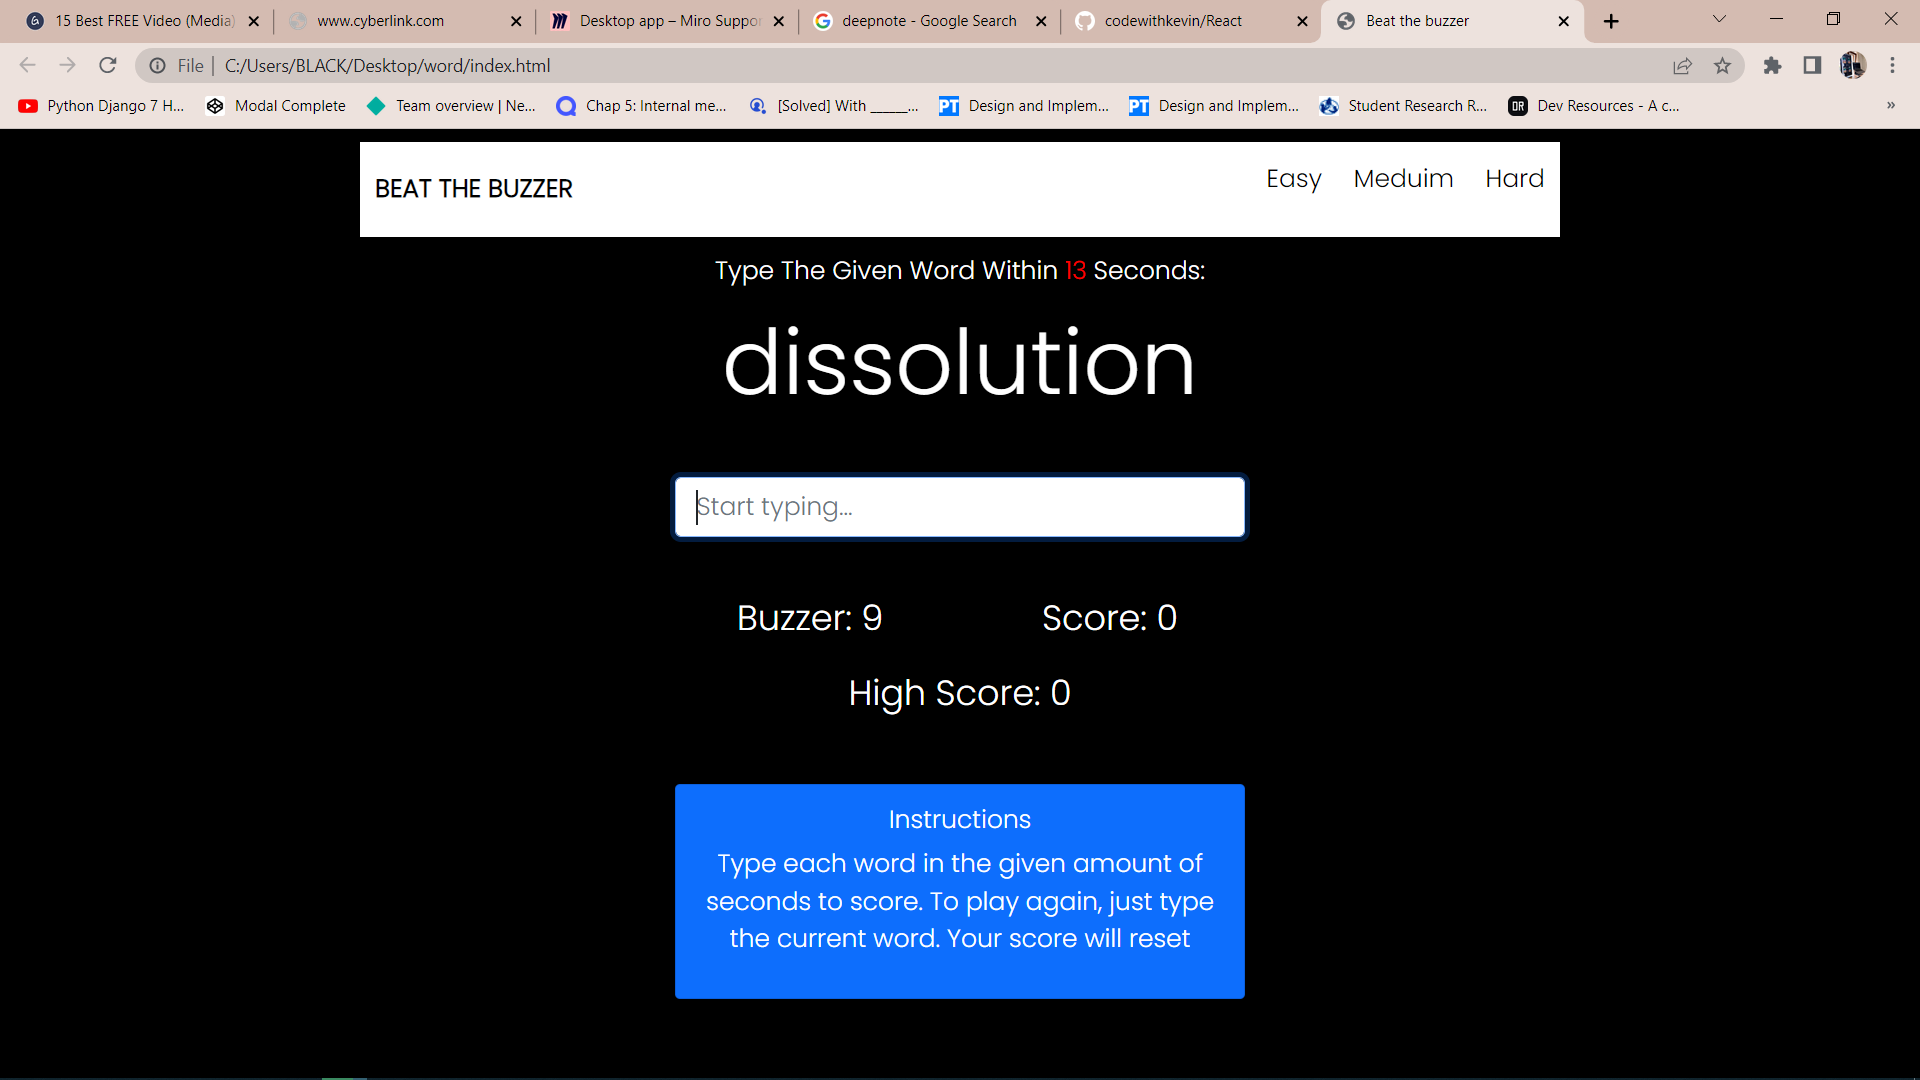 15 Best FREE Video (Media)
www.cyberlink.com
Desktop app – Miro Suppor
deepnote - Google Search
codewithkevin/React
Beat the buzzer
File | C:/Users/BLACK/Desktop/word/index.html
Python Django 7 H...
Modal Complete
Team overview | Ne...
Chap 5: Internal me...
[Solved] With ______...
PT Design and Implem...
PT Design and Implem...
Student Research R...
DR Dev Resources - A c...
BEAT THE BUZZER
Easy Meduim Hard
Type The Given Word Within 13 Seconds:
dissolution
Start typing...
Buzzer: 9 Score: 0
High Score: 0
Instructions
Type each word in the given amount of
seconds to score. To play again, just type
the current word. Your score will reset